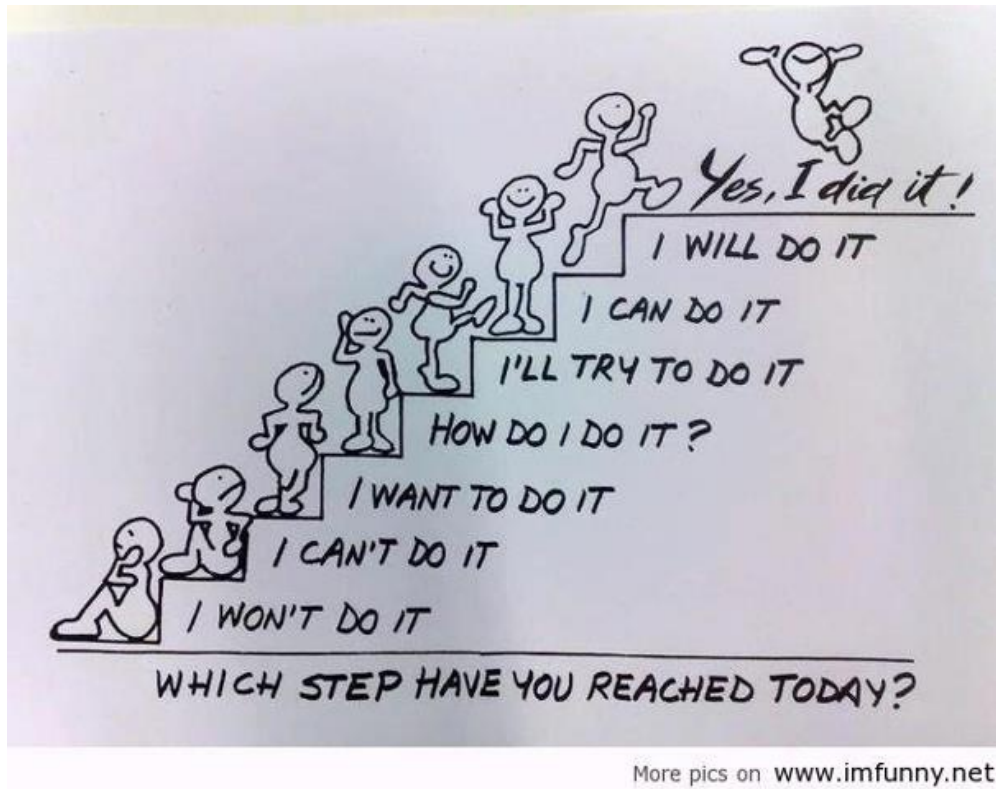 Yes, I did it!
I WILL DO IT
I CAN DO IT
I'LL TRY TO DO IT
HOW DO I DO IT?
I WANT TO DO IT
I CAN'T DO IT
I WON'T DO IT
WHICH STEP HAVE YOU REACHED TODAY?
More pics on www.imfunny.net